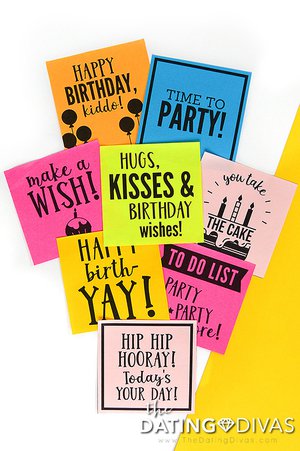 HAPPY
BIRTHDAY,
kiddo!
TIME TO
PARTY!
make a
WISH!
HUGS,
KISSES &
BIRTHDAY
wishes!
you take
THE CAKE
HAPPY
birth-
YAY!
TO DO LIST
PARTY
PARTY
more!
HIP HIP
HOORAY!
Today's
YOUR DAY!
the
DATING DIVAS
www.TheDatingDivas.com